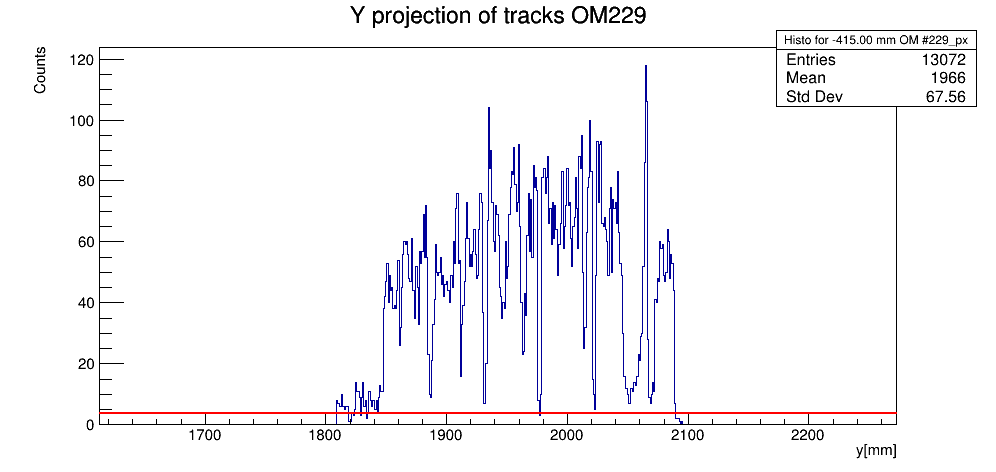 Y projection of tracks OM229
Histo for -415.00 mm OM #229_px
Entries 13072
Mean 1966
Std Dev 67.56
Counts
120
100
80
60
40
20
0
1700 1800 1900 2000 2100 2200
y[mm]